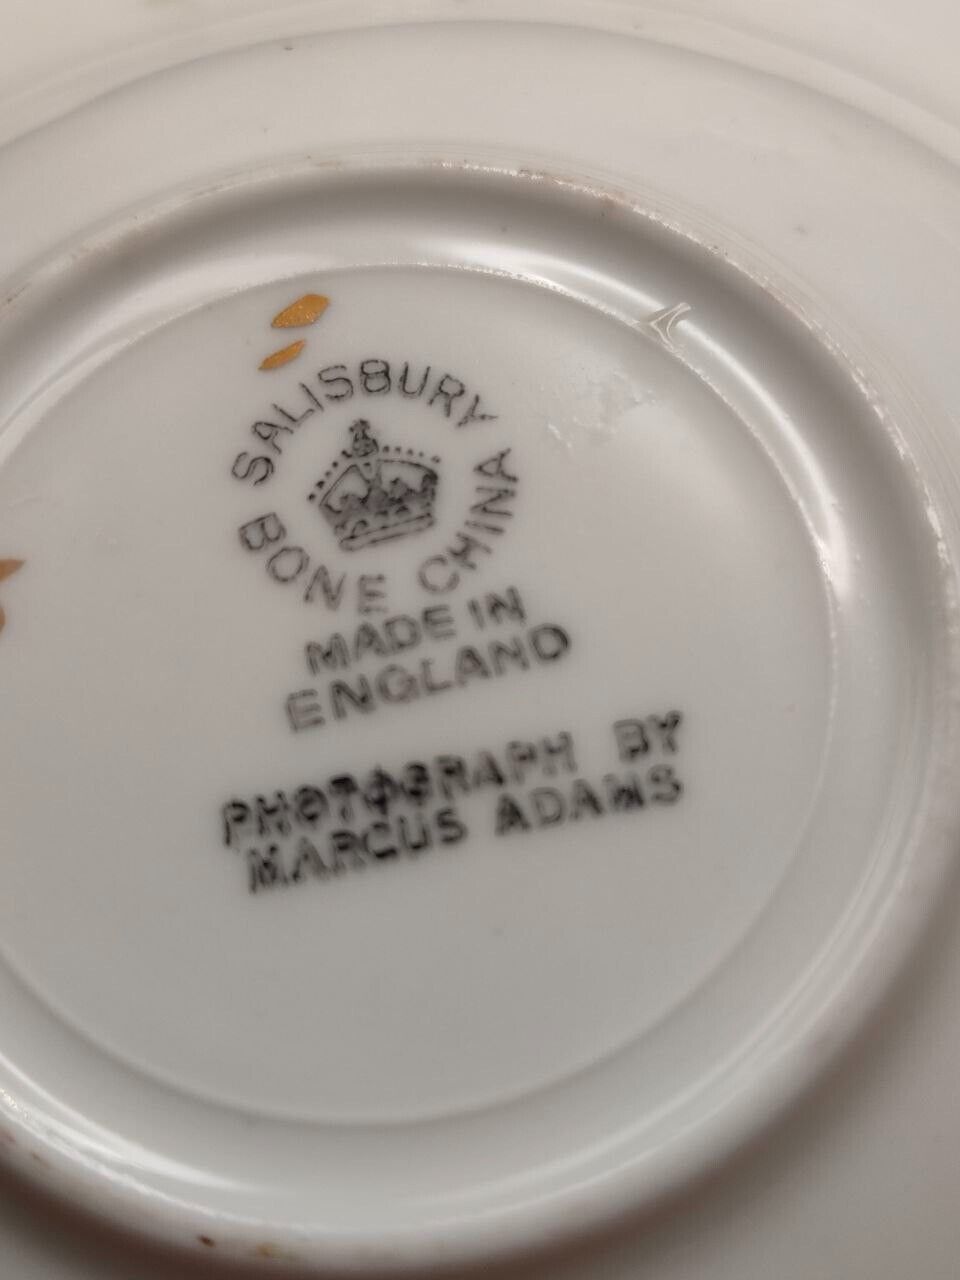 SALISBURY
BONE CHINA
MADE IN
ENGLAND
PHOTOGRAPH BY
MARCUS ADAMS